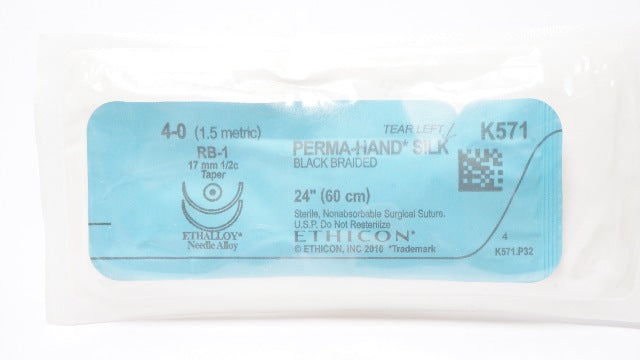 4-0 (1.5 metric)
RB-1
17 mm 1/2c
Taper
ETHALLOY*
Needle Alloy
TEAR LEFT
K571
PERMA-HAND* SILK
BLACK BRAIDED
24" (60 cm)
Sterile, Nonabsorbable Surgical Suture,
U.S.P. Do Not Resterilize
ETHICON*
© ETHICON, INC 2010 *Trademark
4
K571.P32